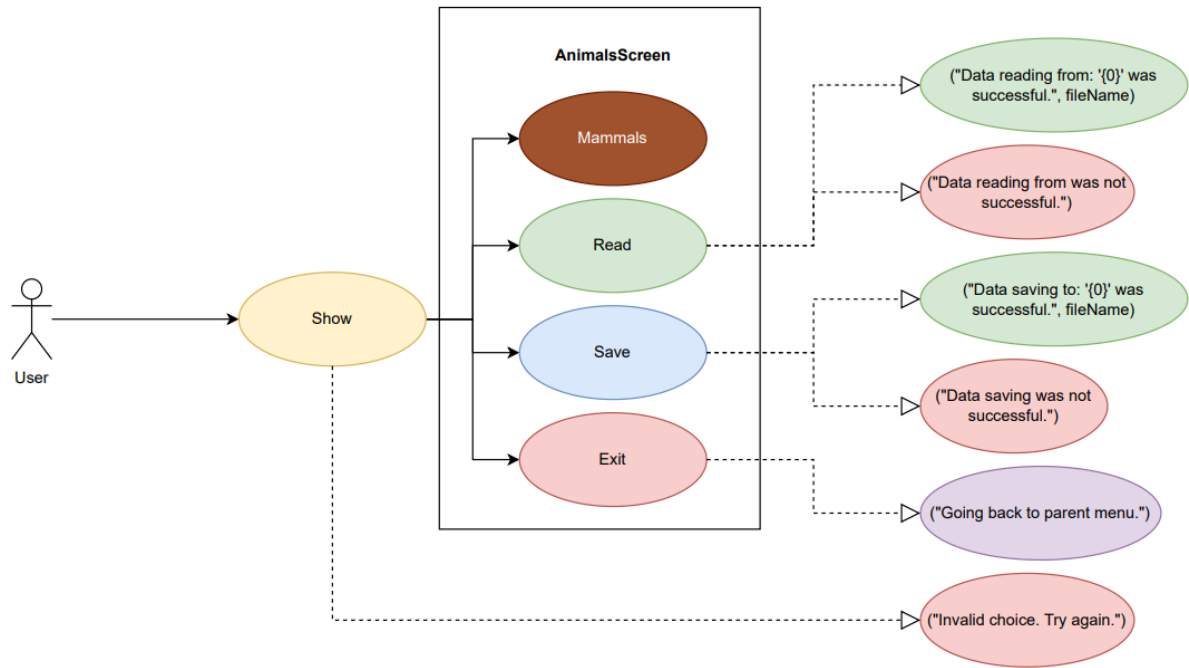 AnimalsScreen
Mammals
Read
Save
Exit
Show
User
("Data reading from: '{0}' was
successful.", fileName)
("Data reading from was not
successful.")
("Data saving to: '{0}' was
successful.", fileName)
("Data saving was not
successful.")
("Going back to parent menu.")
("Invalid choice. Try again.")